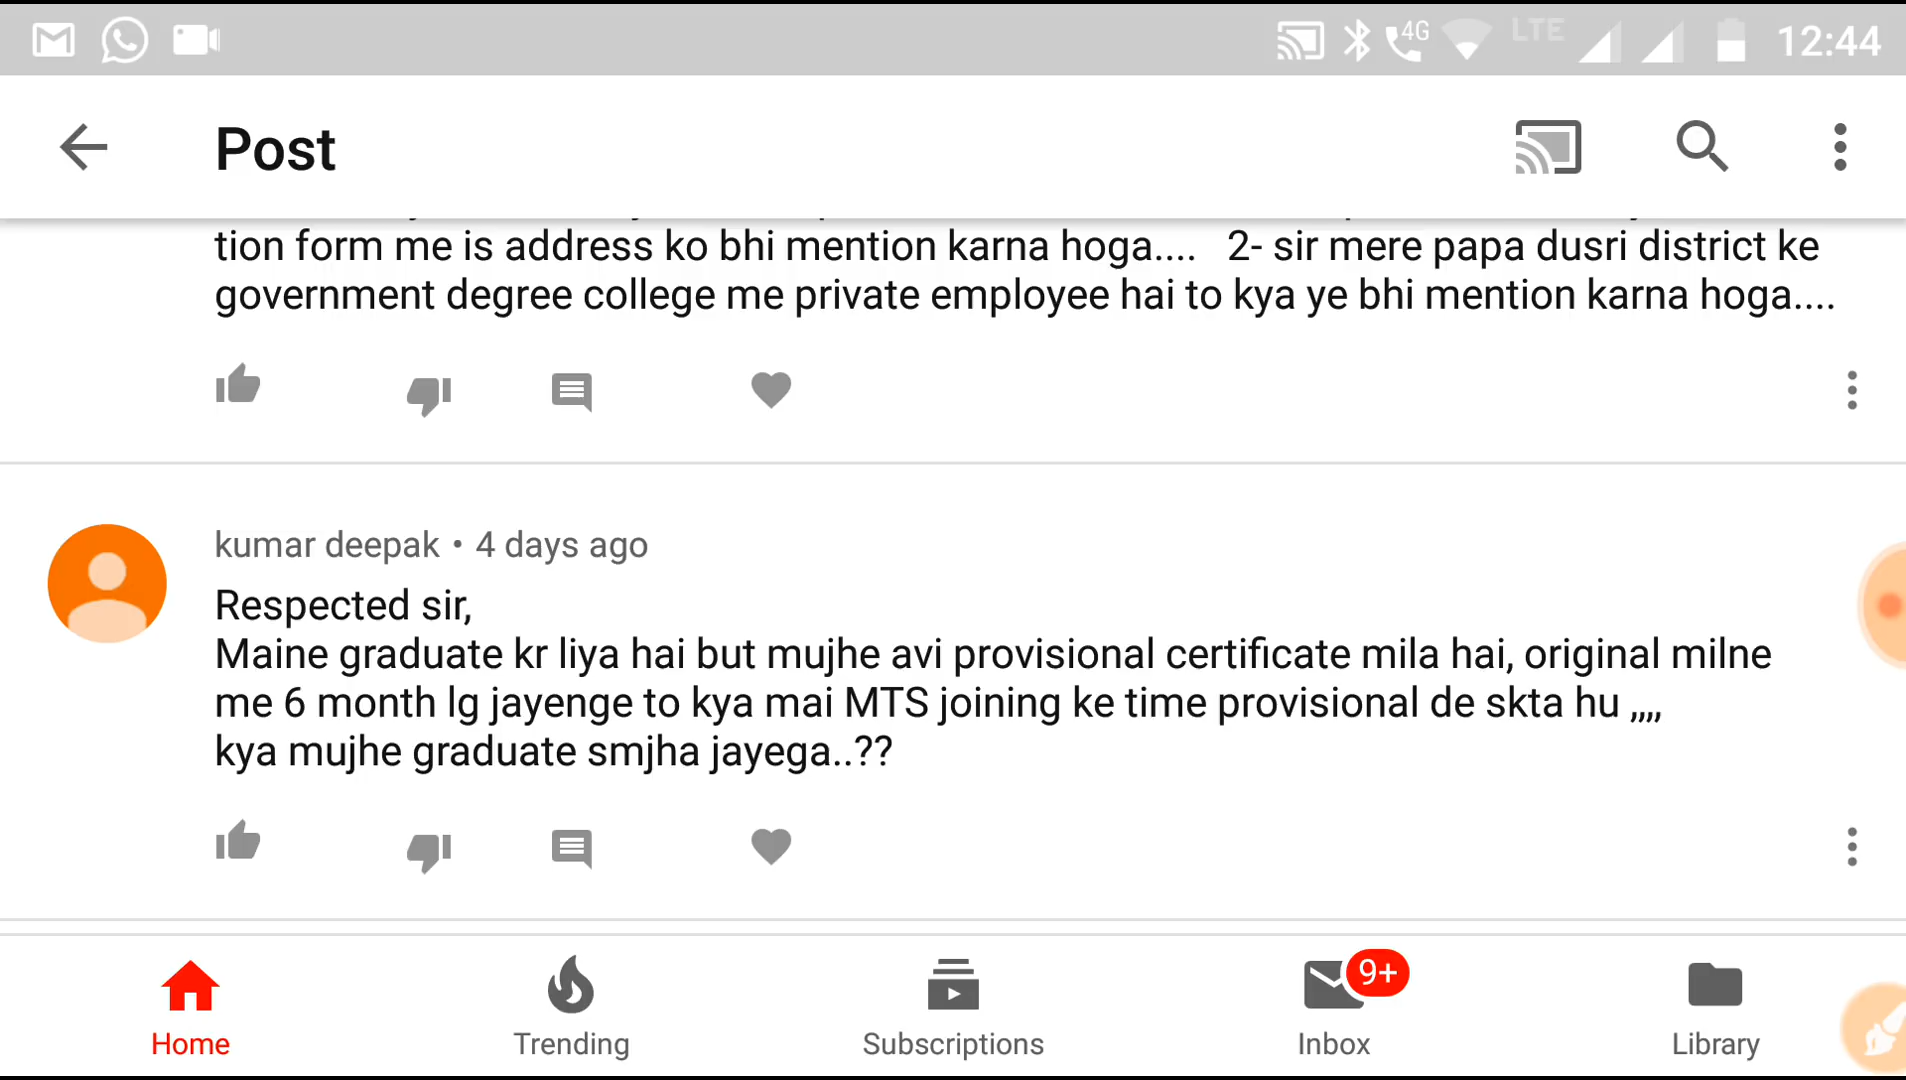 4G LTE 12:44
Post
tion form me is address ko bhi mention karna hoga.... 2- sir mere papa dusri district ke
government degree college me private employee hai to kya ye bhi mention karna hoga....
kumar deepak • 4 days ago
Respected sir,
Maine graduate kr liya hai but mujhe avi provisional certificate mila hai, original milne
me 6 month lg jayenge to kya mai MTS joining ke time provisional de skta hu ,,,,
kya mujhe graduate smjha jayega..??
9+
Home Trending Subscriptions Inbox Library